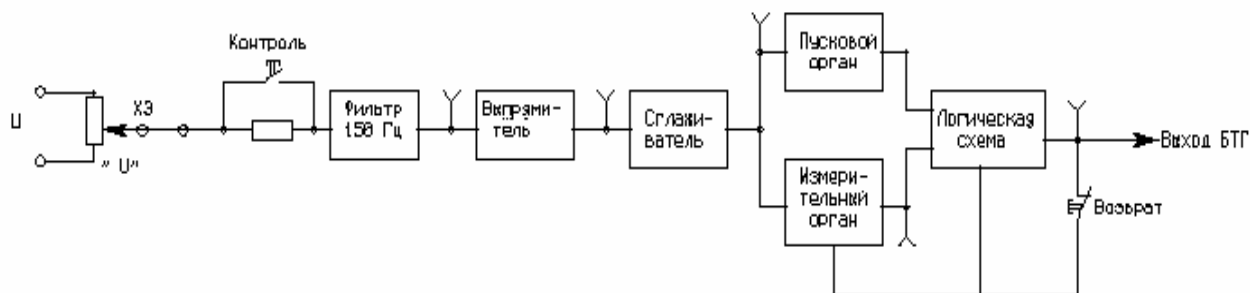 Контроль
U
ХЭ
" U"
Фильтр
150 Гц
Выпрями-
тель
Сглажи-
ватель
Пусковой
орган
Измери-
тельный
орган
Логическая
схема
Выход БТГ
Возврат